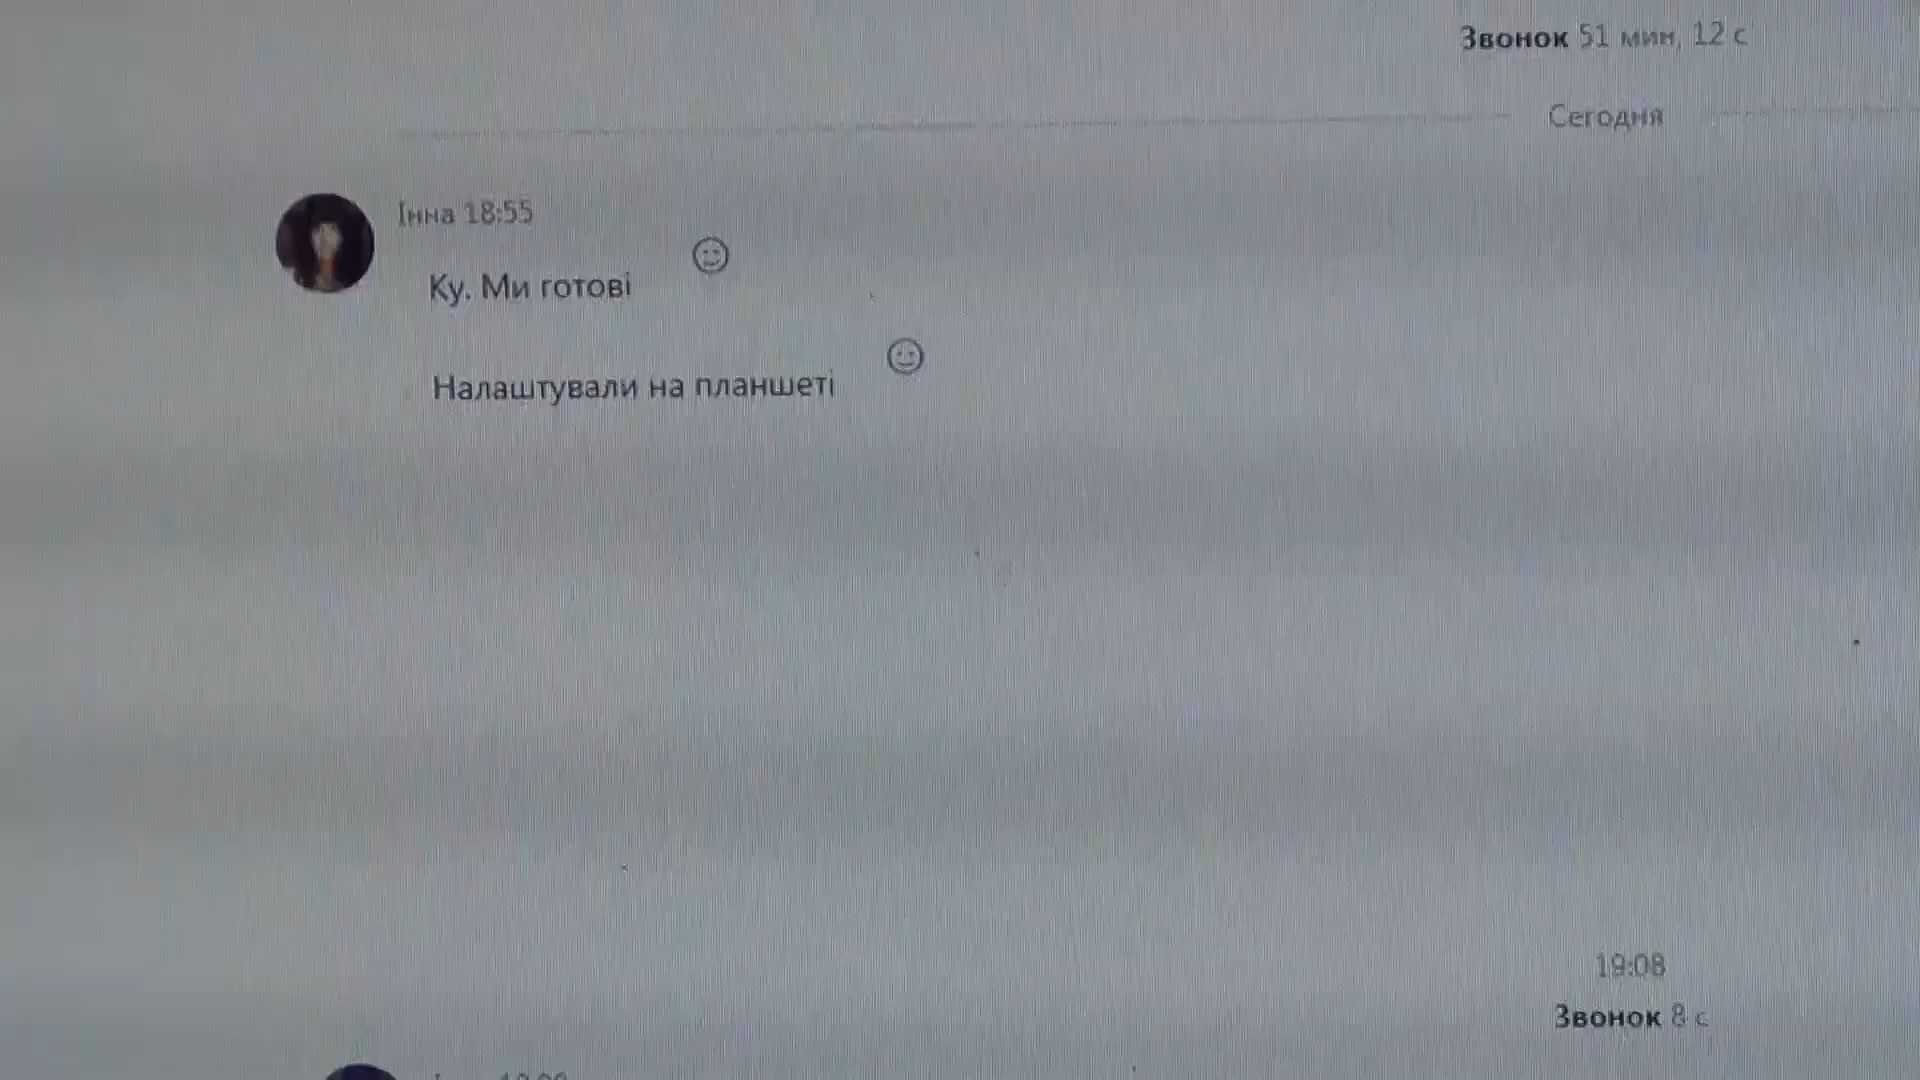 Звонок 51 мин, 12 с
Сегодня
Інна 18:55
Ку. Ми готові
Налаштували на планшеті
19:08
Звонок 8 с